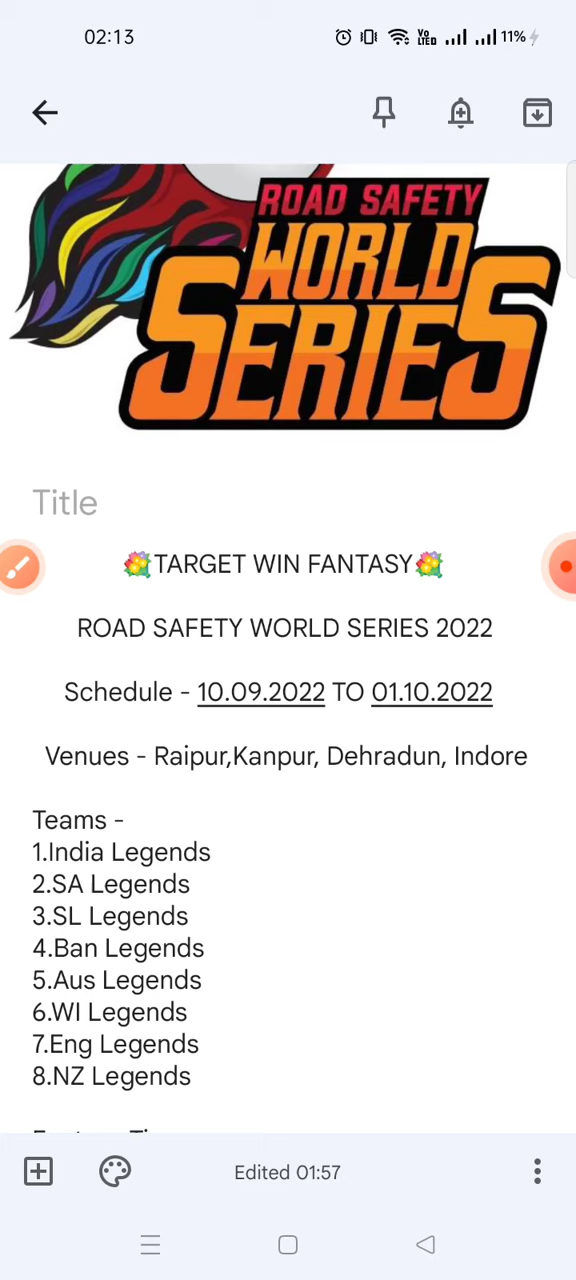 02:13
VO LTED 11%
ROAD SAFETY
WORLD
SERIES
Title
💐TARGET WIN FANTASY💐
ROAD SAFETY WORLD SERIES 2022
Schedule - 10.09.2022 TO 01.10.2022
Venues - Raipur,Kanpur, Dehradun, Indore
Teams -
1.India Legends
2.SA Legends
3.SL Legends
4.Ban Legends
5.Aus Legends
6.WI Legends
7.Eng Legends
8.NZ Legends
Edited 01:57